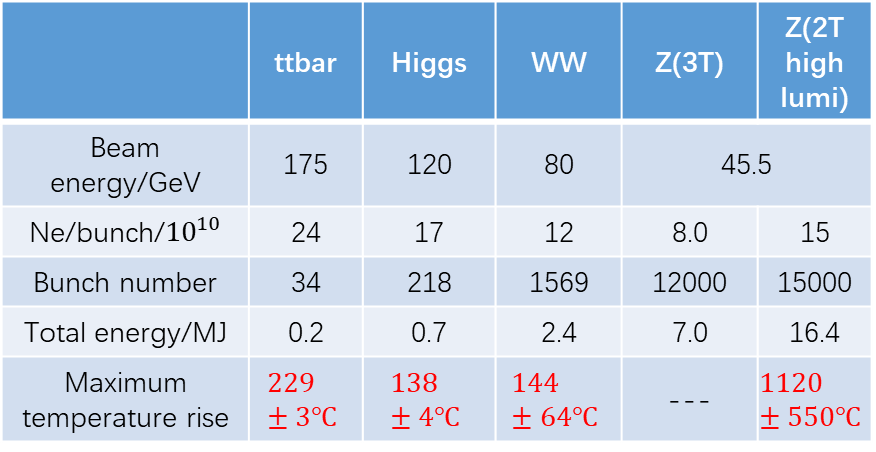 ttbar Higgs WW Z(3T) Z(2T
high
lumi)
Beam
energy/GeV 175 120 80 45.5
Ne/bunch/10¹⁰ 24 17 12 8.0 15
Bunch number 34 218 1569 12000 15000
Total energy/MJ 0.2 0.7 2.4 7.0 16.4
Maximum
temperature rise 229
± 3℃ 138
± 4℃ 144
± 64℃ --- 1120
± 550℃